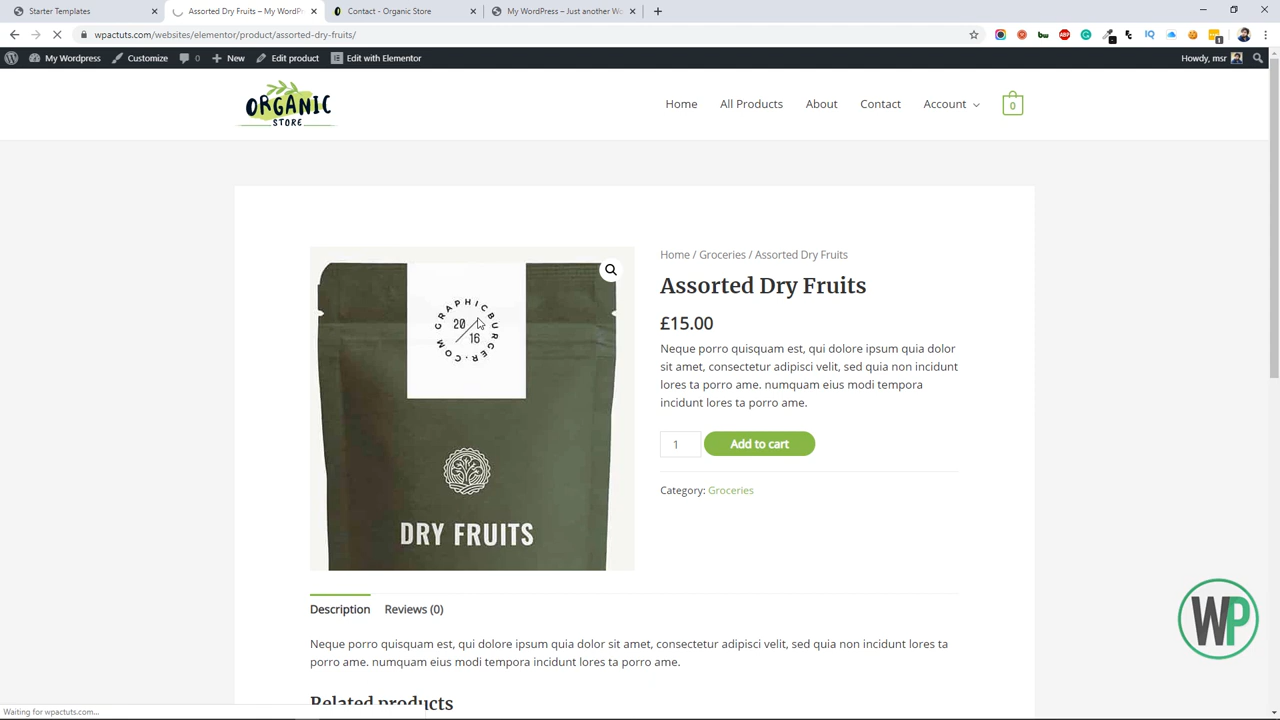 Starter Templates
Assorted Dry Fruits – My WordPr
Contact - Organic Store
My WordPress – Just another Wo
wpactuts.com/websites/elementor/product/assorted-dry-fruits/
My Wordpress
Customize
0
New
Edit product
Edit with Elementor
Howdy, msr
ORGANIC
STORE
Home
All Products
About
Contact
Account
0
GRAPHICBURGER.COM
20
16
DRY FRUITS
Home / Groceries / Assorted Dry Fruits
Assorted Dry Fruits
£15.00
Neque porro quisquam est, qui dolore ipsum quia dolor
sit amet, consectetur adipisci velit, sed quia non incidunt
lores ta porro ame. numquam eius modi tempora
incidunt lores ta porro ame.
1
Add to cart
Category: Groceries
Description
Reviews (0)
Neque porro quisquam est, qui dolore ipsum quia dolor sit amet, consectetur adipisci velit, sed quia non incidunt lores ta
porro ame. numquam eius modi tempora incidunt lores ta porro ame.
Related products
WP
Waiting for wpactuts.com...